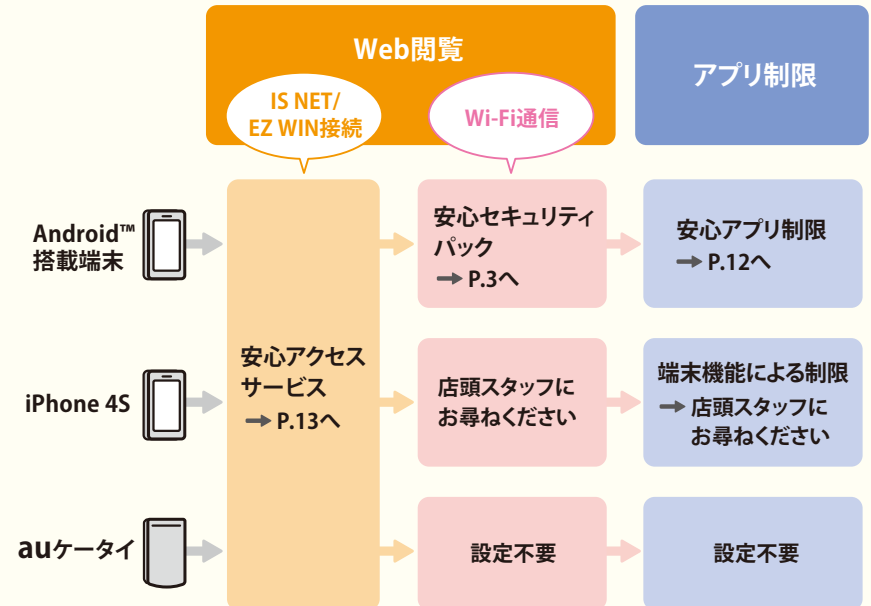 Web閲覧
アプリ制限
IS NET/
EZ WIN接続
Wi-Fi通信
Android™
搭載端末
安心アクセス
サービス
→ P.13へ
安心セキュリティ
パック
→ P.3へ
安心アプリ制限
→ P.12へ
iPhone 4S
店頭スタッフに
お尋ねください
端末機能による制限
→ 店頭スタッフに
お尋ねください
auケータイ
設定不要
設定不要